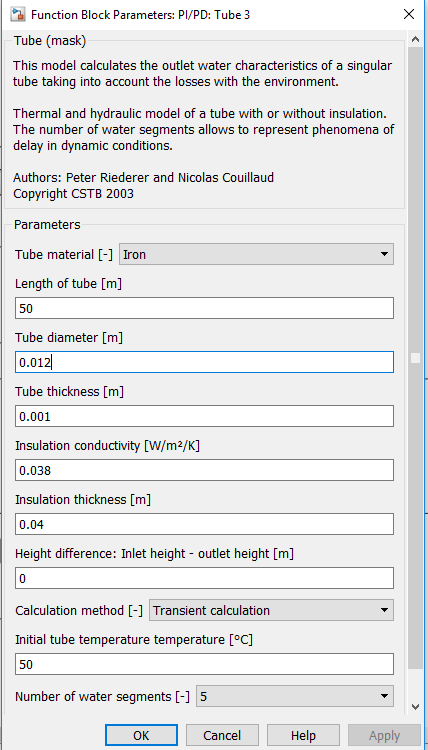 Function Block Parameters: PI/PD: Tube 3
Tube (mask)
This model calculates the outlet water characteristics of a singular
tube taking into account the losses with the environment.
Thermal and hydraulic model of a tube with or without insulation.
The number of water segments allows to represent phenomena of
delay in dynamic conditions.
Authors: Peter Riederer and Nicolas Couillaud
Copyright CSTB 2003
Parameters
Tube material [-] Iron
Length of tube [m]
50
Tube diameter [m]
0.012
Tube thickness [m]
0.001
Insulation conductivity [W/m²/K]
0.038
Insulation thickness [m]
0.04
Height difference: Inlet height - outlet height [m]
0
Calculation method [-] Transient calculation
Initial tube temperature temperature [°C]
50
Number of water segments [-] 5
OK Cancel Help Apply